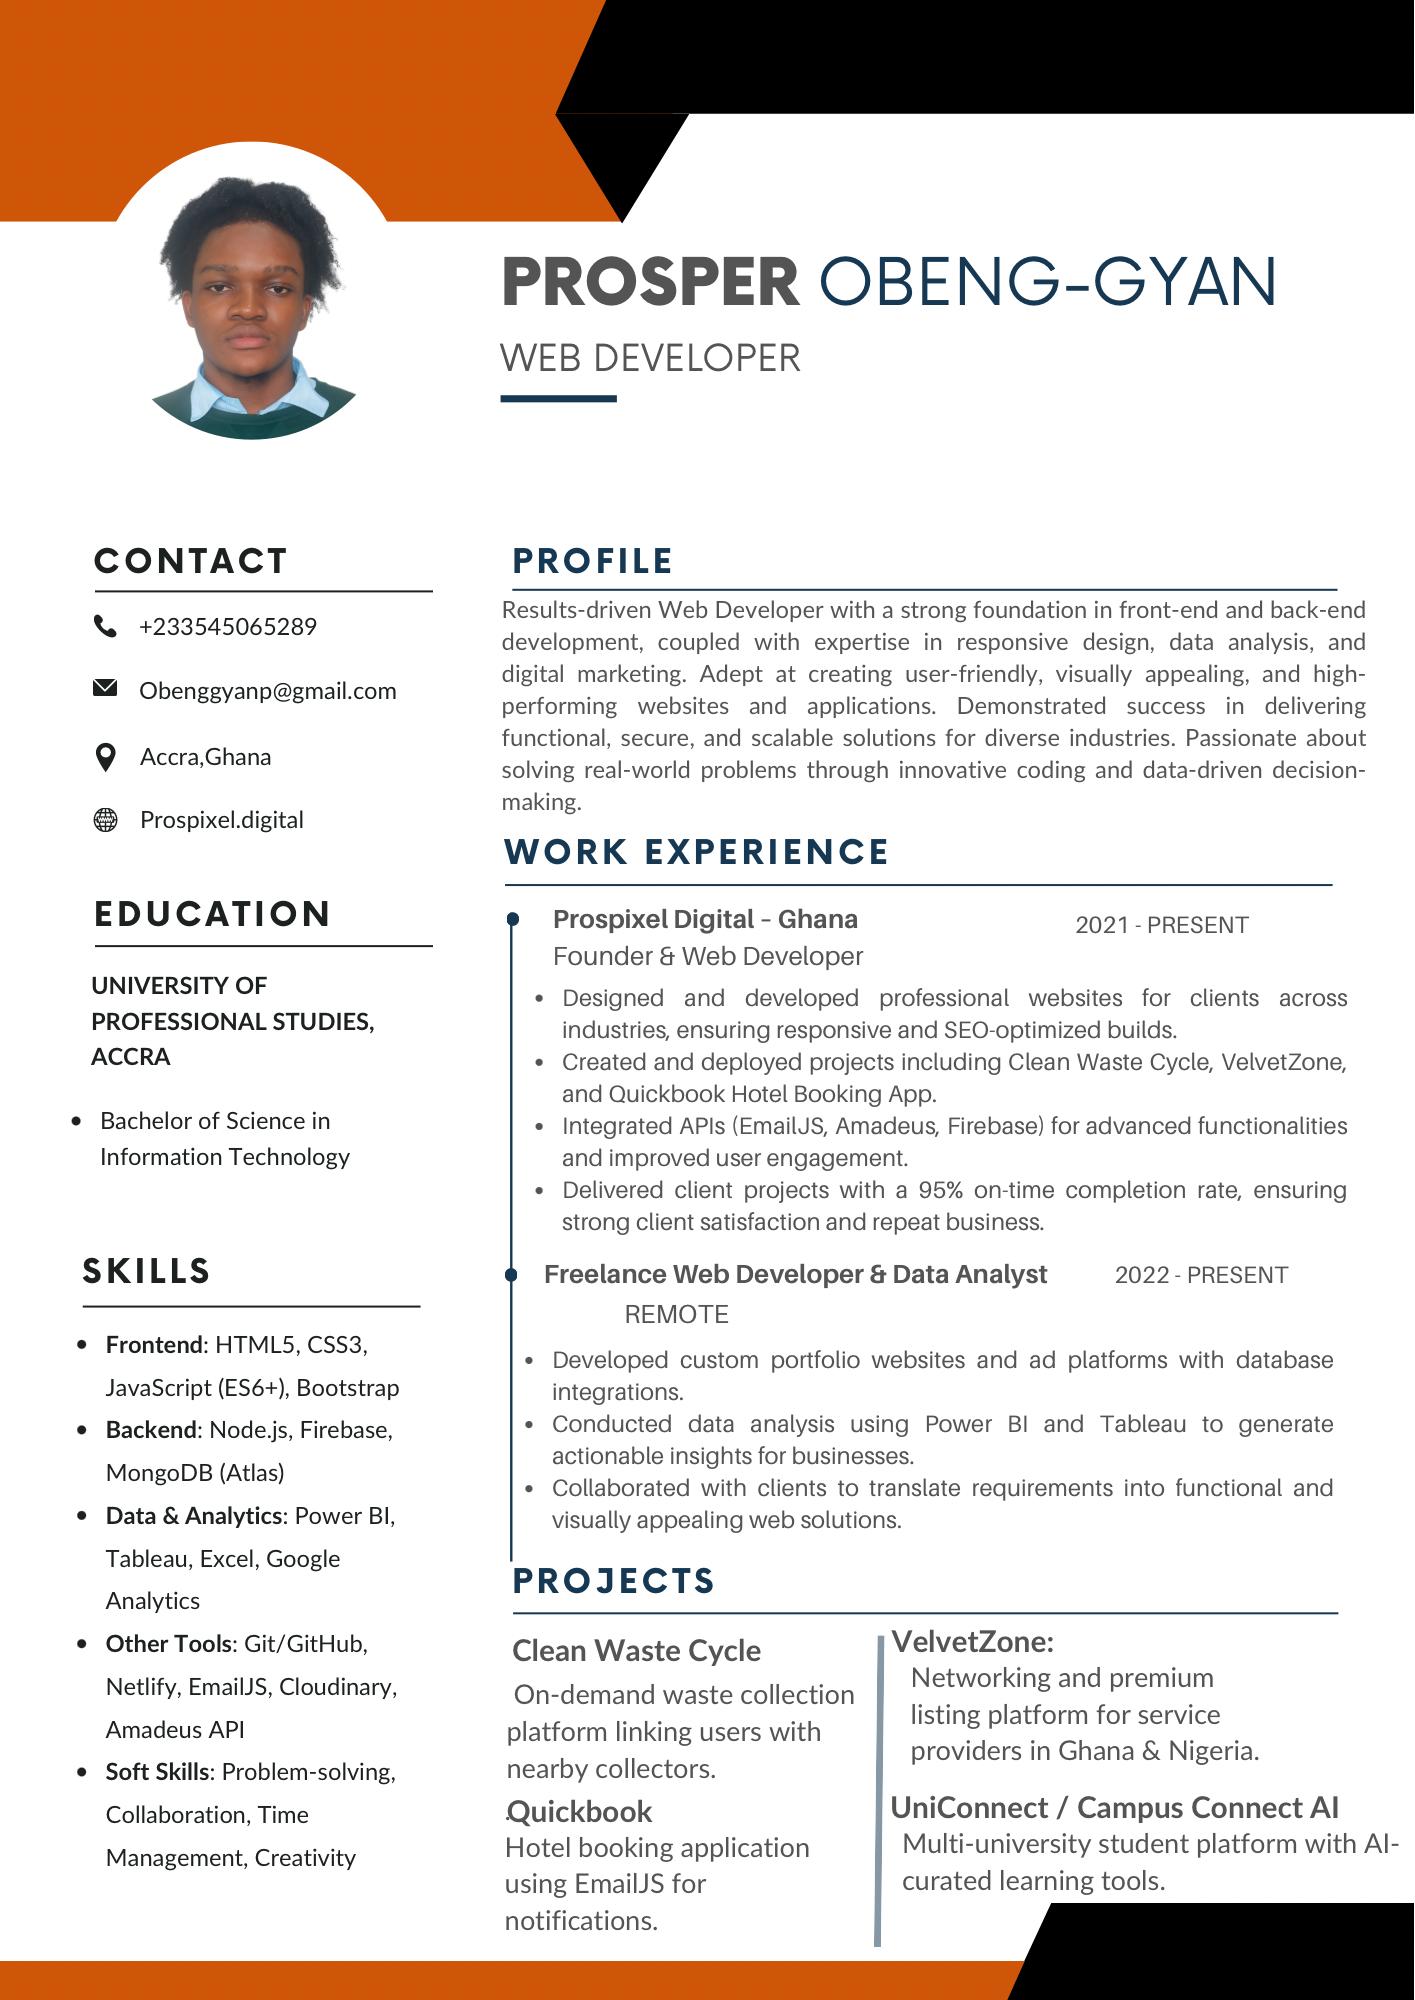 PROSPER OBENG-GYAN
WEB DEVELOPER
CONTACT
+233545065289
Obenggyanp@gmail.com
Accra,Ghana
Prospixel.digital
EDUCATION
UNIVERSITY OF
PROFESSIONAL STUDIES,
ACCRA
• Bachelor of Science in
Information Technology
SKILLS
• Frontend: HTML5, CSS3,
JavaScript (ES6+), Bootstrap
• Backend: Node.js, Firebase,
MongoDB (Atlas)
• Data & Analytics: Power BI,
Tableau, Excel, Google
Analytics
• Other Tools: Git/GitHub,
Netlify, EmailJS, Cloudinary,
Amadeus API
• Soft Skills: Problem-solving,
Collaboration, Time
Management, Creativity
PROFILE
Results-driven Web Developer with a strong foundation in front-end and back-end
development, coupled with expertise in responsive design, data analysis, and
digital marketing. Adept at creating user-friendly, visually appealing, and high-
performing websites and applications. Demonstrated success in delivering
functional, secure, and scalable solutions for diverse industries. Passionate about
solving real-world problems through innovative coding and data-driven decision-
making.
WORK EXPERIENCE
Prospixel Digital – Ghana 2021 - PRESENT
Founder & Web Developer
• Designed and developed professional websites for clients across
industries, ensuring responsive and SEO-optimized builds.
• Created and deployed projects including Clean Waste Cycle, VelvetZone,
and Quickbook Hotel Booking App.
• Integrated APIs (EmailJS, Amadeus, Firebase) for advanced functionalities
and improved user engagement.
• Delivered client projects with a 95% on-time completion rate, ensuring
strong client satisfaction and repeat business.
Freelance Web Developer & Data Analyst 2022 - PRESENT
REMOTE
• Developed custom portfolio websites and ad platforms with database
integrations.
• Conducted data analysis using Power BI and Tableau to generate
actionable insights for businesses.
• Collaborated with clients to translate requirements into functional and
visually appealing web solutions.
PROJECTS
Clean Waste Cycle
On-demand waste collection
platform linking users with
nearby collectors.
.Quickbook
Hotel booking application
using EmailJS for
notifications.
VelvetZone:
Networking and premium
listing platform for service
providers in Ghana & Nigeria.
UniConnect / Campus Connect AI
Multi-university student platform with AI-
curated learning tools.